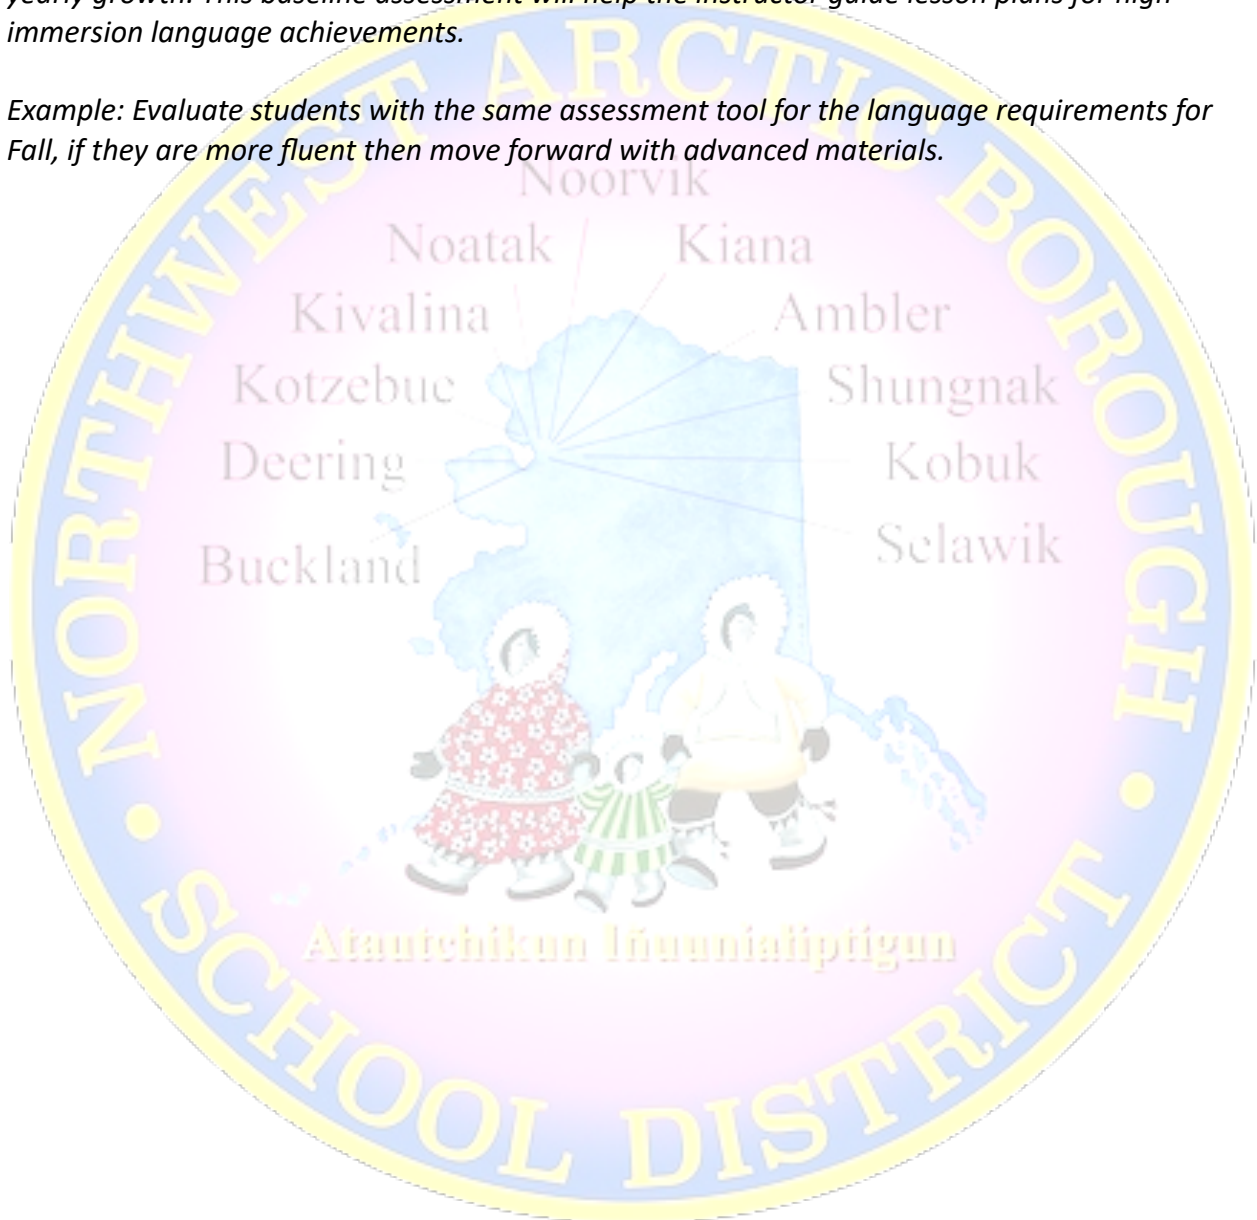 yearly growth. This baseline assessment will help the instructor guide lesson plans for high
immersion language achievements.
Example: Evaluate students with the same assessment tool for the language requirements for
Fall, if they are more fluent then move forward with advanced materials.
NORTHWEST ARCTIC BOROUGH
Noorvik
Noatak
Kiana
Kivalina
Ambler
Kotzebue
Shungnak
Deering
Kobuk
Buckland
Selawik
Atautchikun Iñuunialiptigun
SCHOOL DISTRICT